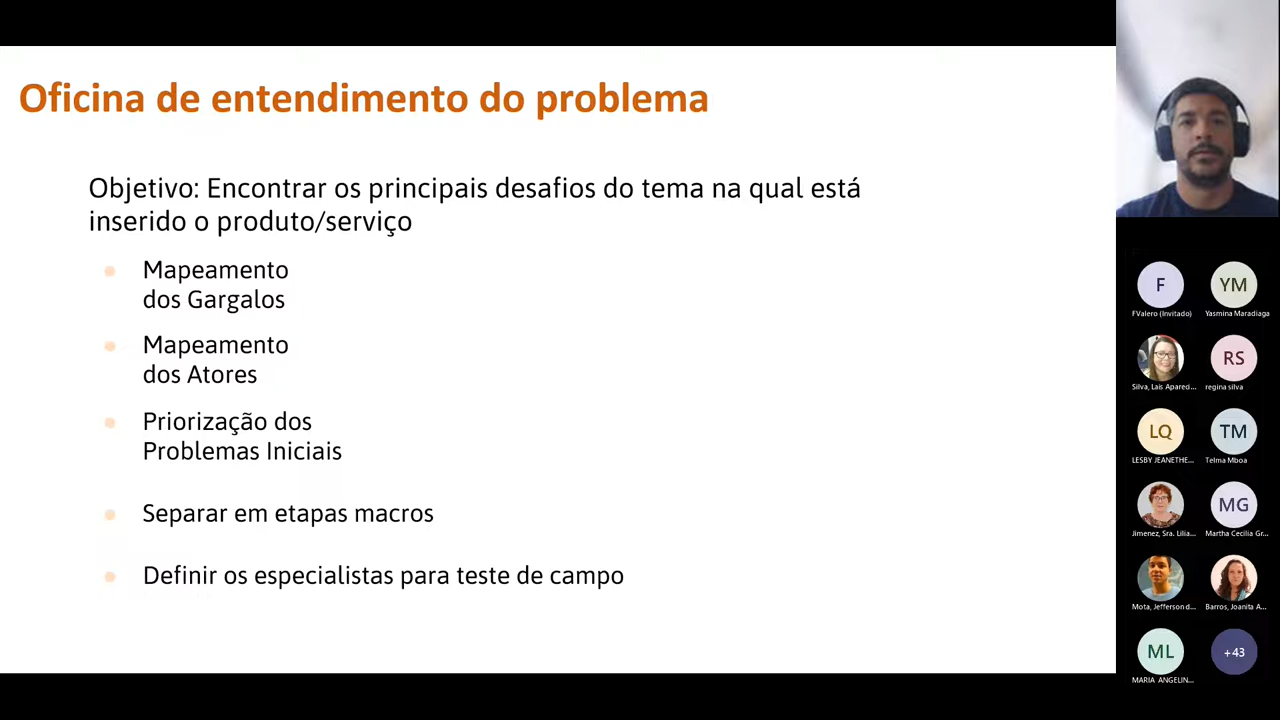 Oficina de entendimento do problema
Objetivo: Encontrar os principais desafios do tema na qual está
inserido o produto/serviço
Mapeamento
dos Gargalos
Mapeamento
dos Atores
Priorização dos
Problemas Iniciais
Separar em etapas macros
Definir os especialistas para teste de campo
F
YM
FValero (Invitado)
Yasmina Maradiaga
RS
Silva, Lais Apared...
regina silva
LQ
TM
LESBY JEANETHE...
Telma Mboa
MG
Jimenez, Sra. Lilia...
Martha Cecilia Gr...
Mota, Jefferson d...
Barros, Joanita A...
ML
+43
MARIA ANGELIN...